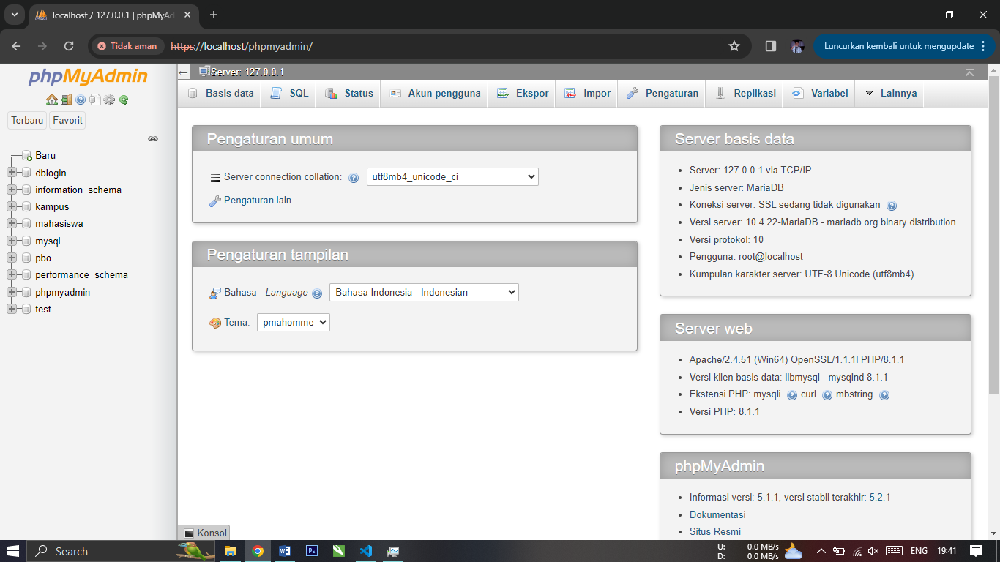 localhost / 127.0.0.1 | phpMyAd
Tidak aman
https://localhost/phpmyadmin/
Luncurkan kembali untuk mengupdate
phpMyAdmin
Terbaru
Favorit
Baru
dblogin
information_schema
kampus
mahasiswa
mysql
pbo
performance_schema
phpmyadmin
test
Server: 127.0.0.1
Basis data
SQL
Status
Akun pengguna
Ekspor
Impor
Pengaturan
Replikasi
Variabel
Lainnya
Pengaturan umum
Server connection collation:
utf8mb4_unicode_ci
Pengaturan lain
Pengaturan tampilan
Bahasa - Language
Bahasa Indonesia - Indonesian
Tema:
pmahomme
Server basis data
Server: 127.0.0.1 via TCP/IP
Jenis server: MariaDB
Koneksi server: SSL sedang tidak digunakan
Versi server: 10.4.22-MariaDB - mariadb.org binary distribution
Versi protokol: 10
Pengguna: root@localhost
Kumpulan karakter server: UTF-8 Unicode (utf8mb4)
Server web
Apache/2.4.51 (Win64) OpenSSL/1.1.1l PHP/8.1.1
Versi klien basis data: libmysql - mysqlnd 8.1.1
Ekstensi PHP: mysqli curl mbstring
Versi PHP: 8.1.1
phpMyAdmin
Informasi versi: 5.1.1, versi stabil terakhir: 5.2.1
Dokumentasi
Situs Resmi
Konsol
Search
U: 0.0 MB/s
D: 0.0 MB/s
ENG
19:41